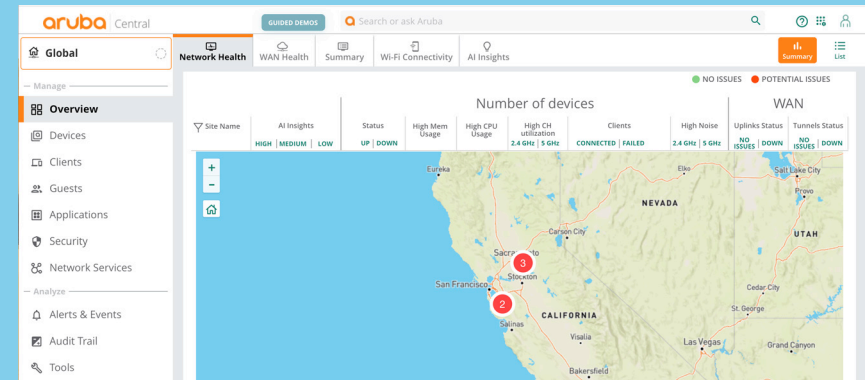 aruba Central
GUIDED DEMOS
Search or ask Aruba
Global
Network Health
WAN Health
Summary
Wi-Fi Connectivity
AI Insights
Summary
List
Manage
Overview
Devices
Clients
Guests
Applications
Security
Network Services
Analyze
Alerts & Events
Audit Trail
Tools
NO ISSUES
POTENTIAL ISSUES
Number of devices
WAN
Site Name
AI Insights
HIGH | MEDIUM | LOW
Status
UP | DOWN
High Mem
Usage
High CPU
Usage
High CH
utilization
2.4 GHz | 5 GHz
Clients
CONNECTED | FAILED
High Noise
2.4 GHz | 5 GHz
Uplinks Status
NO
ISSUES | DOWN
Tunnels Status
NO
ISSUES | DOWN
+
−
Eureka
Elko
Salt Lake City
Provo
NEVADA
UTAH
Carson City
3
Stockton
San Francisco
2
Salinas
CALIFORNIA
Visalia
Cedar City
St. George
Las Vegas
Grand Canyon
Bakersfield